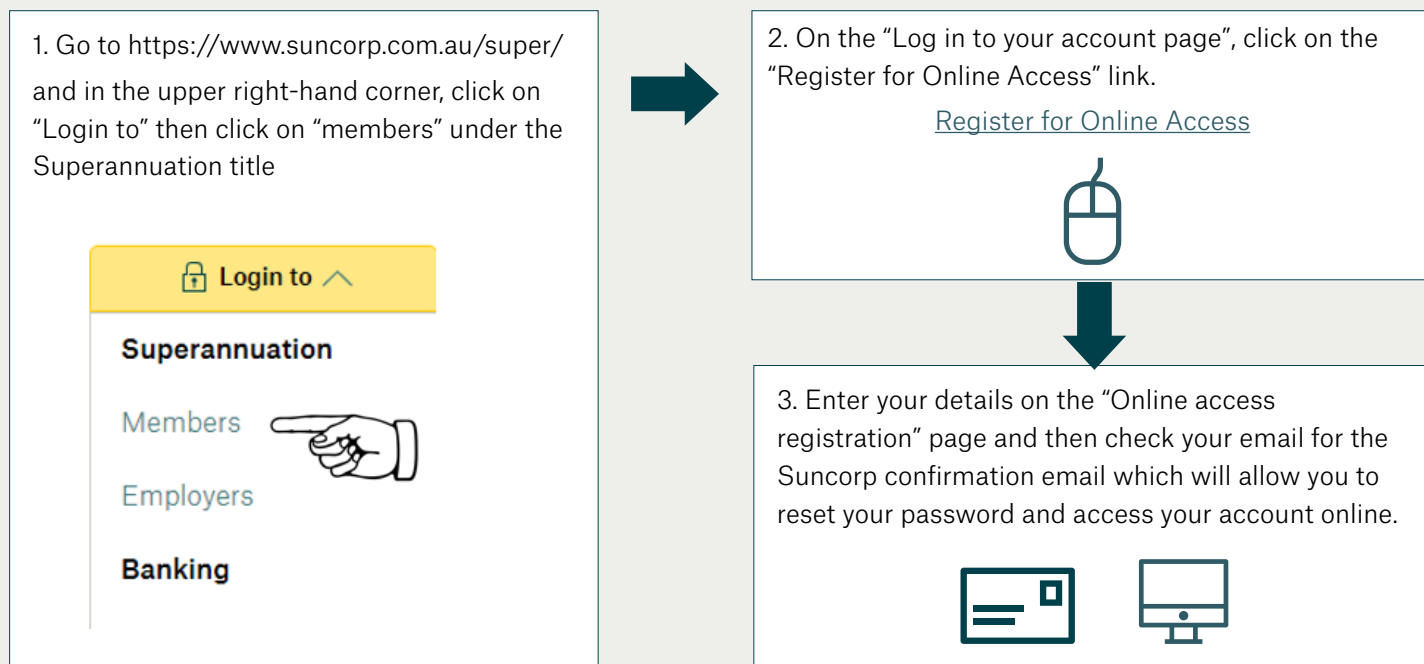 1. Go to https://www.suncorp.com.au/super/
and in the upper right-hand corner, click on
“Login to” then click on “members” under the
Superannuation title
Login to
Superannuation
Members
Employers
Banking
2. On the “Log in to your account page”, click on the
“Register for Online Access” link.
Register for Online Access
3. Enter your details on the “Online access
registration” page and then check your email for the
Suncorp confirmation email which will allow you to
reset your password and access your account online.